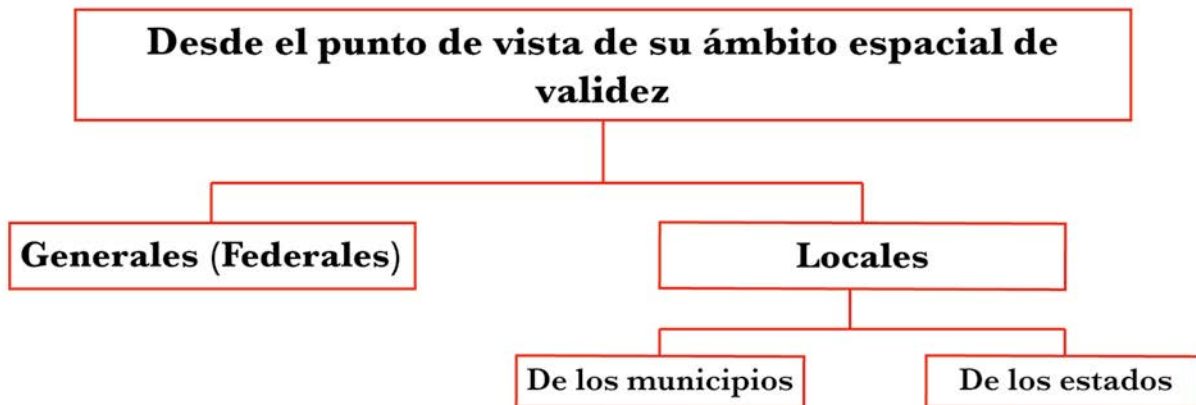 Desde el punto de vista de su ámbito espacial de
validez
Generales (Federales)
Locales
De los municipios
De los estados